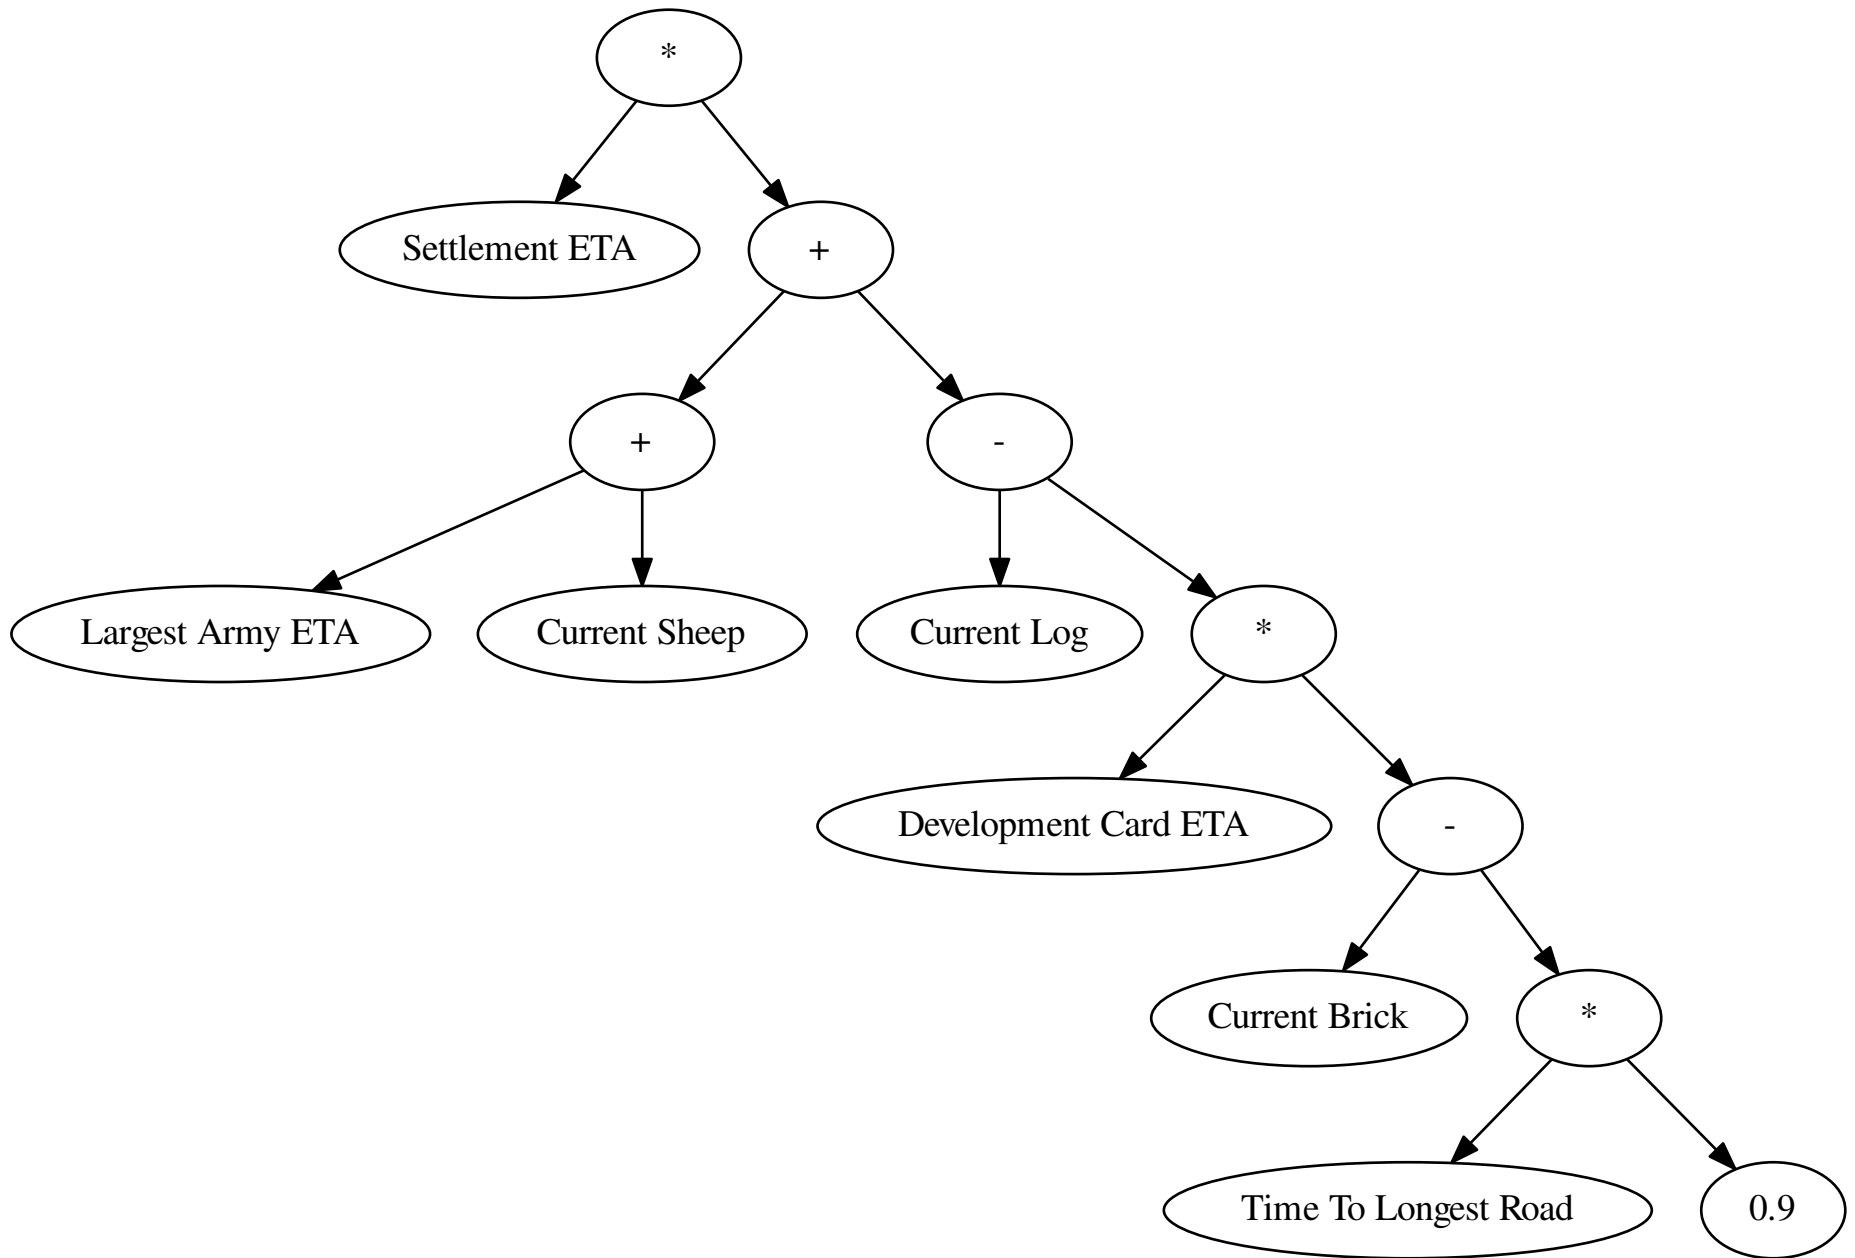 *
Settlement ETA
+
+
-
Largest Army ETA
Current Sheep
Current Log
*
Development Card ETA
-
Current Brick
*
Time To Longest Road
0.9